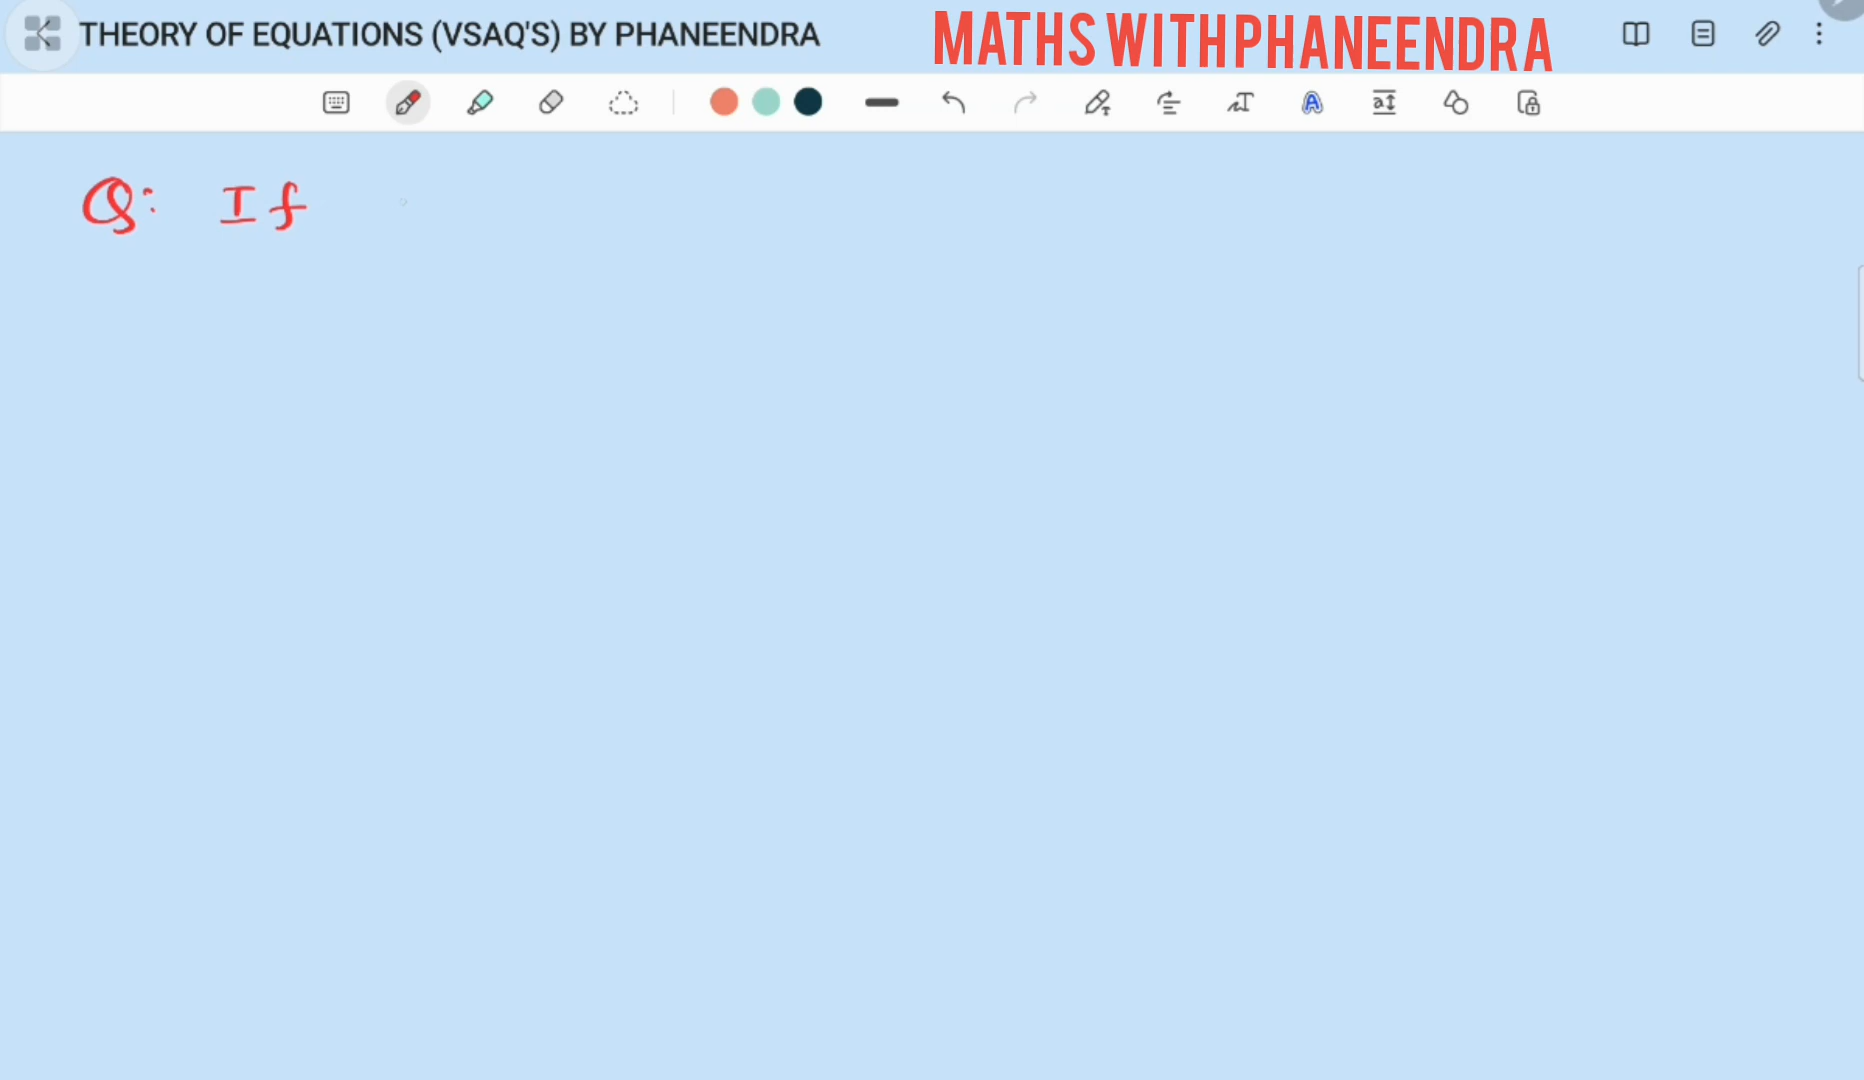 THEORY OF EQUATIONS (VSAQ'S) BY PHANEENDRA
MATHS WITH PHANEENDRA
Q: If